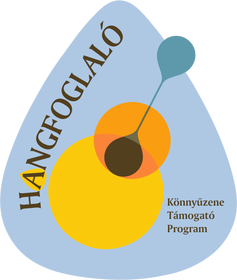 HANGFOGLALÓ
Könnyűzene
Támogató
Program